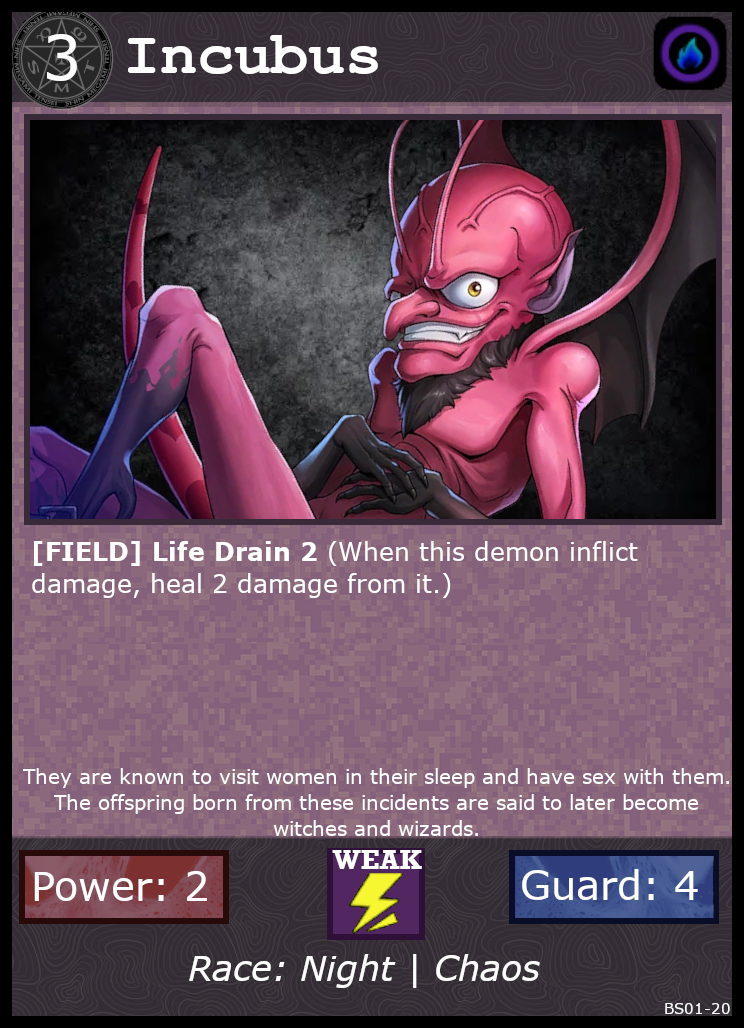 3 Incubus
[FIELD] Life Drain 2 (When this demon inflict
damage, heal 2 damage from it.)
They are known to visit women in their sleep and have sex with them.
The offspring born from these incidents are said to later become
witches and wizards.
WEAK
Power: 2
Guard: 4
Race: Night | Chaos
BS01-20